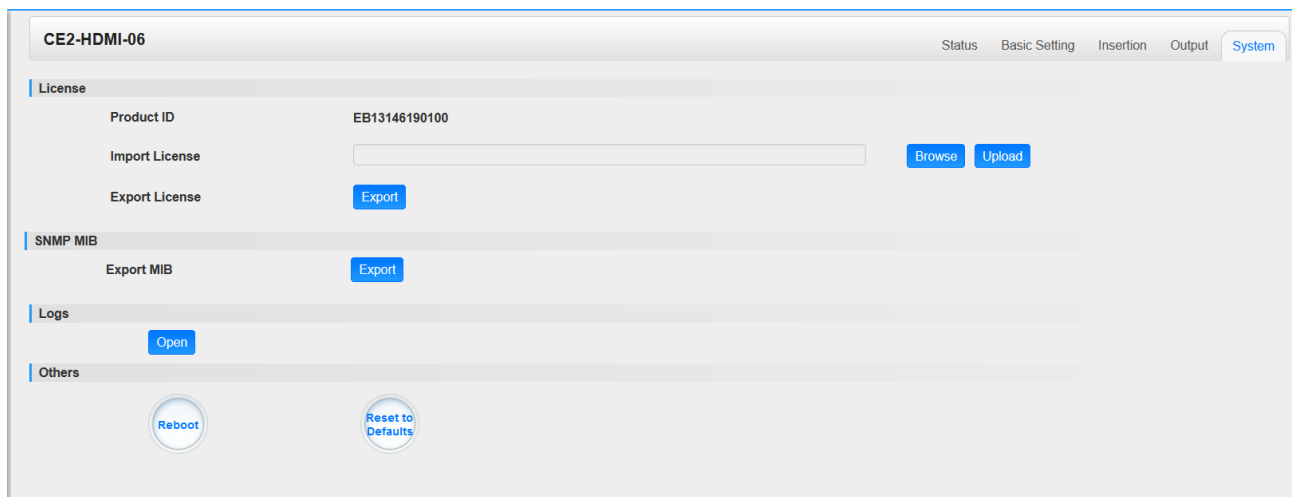 CE2-HDMI-06
Status Basic Setting Insertion Output System
License
Product ID EB13146190100
Import License Browse Upload
Export License Export
SNMP MIB
Export MIB Export
Logs
Open
Others
Reboot Reset to
Defaults